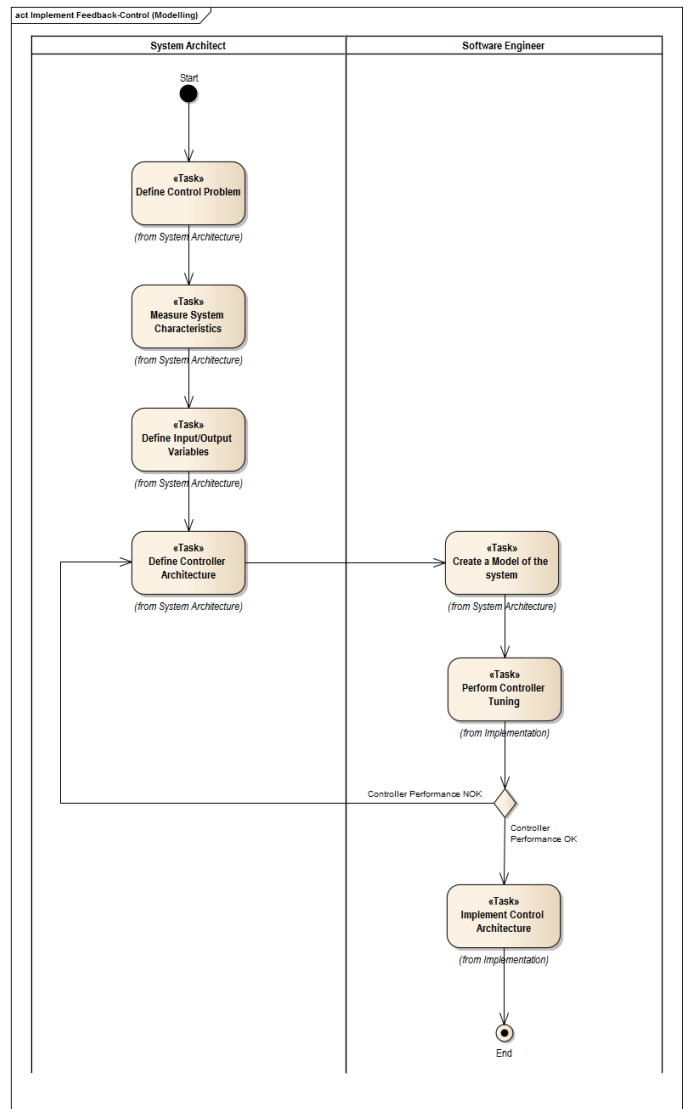 act Implement Feedback-Control (Modelling)
System Architect
Software Engineer
Start
«Task»
Define Control Problem
(from System Architecture)
«Task»
Measure System
Characteristics
(from System Architecture)
«Task»
Define Input/Output
Variables
(from System Architecture)
«Task»
Define Controller
Architecture
(from System Architecture)
«Task»
Create a Model of the
system
(from System Architecture)
«Task»
Perform Controller
Tuning
(from Implementation)
Controller Performance NOK
Controller
Performance OK
«Task»
Implement Control
Architecture
(from Implementation)
End